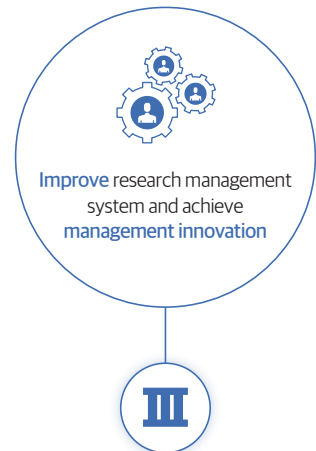 Improve research management
system and achieve
management innovation
III